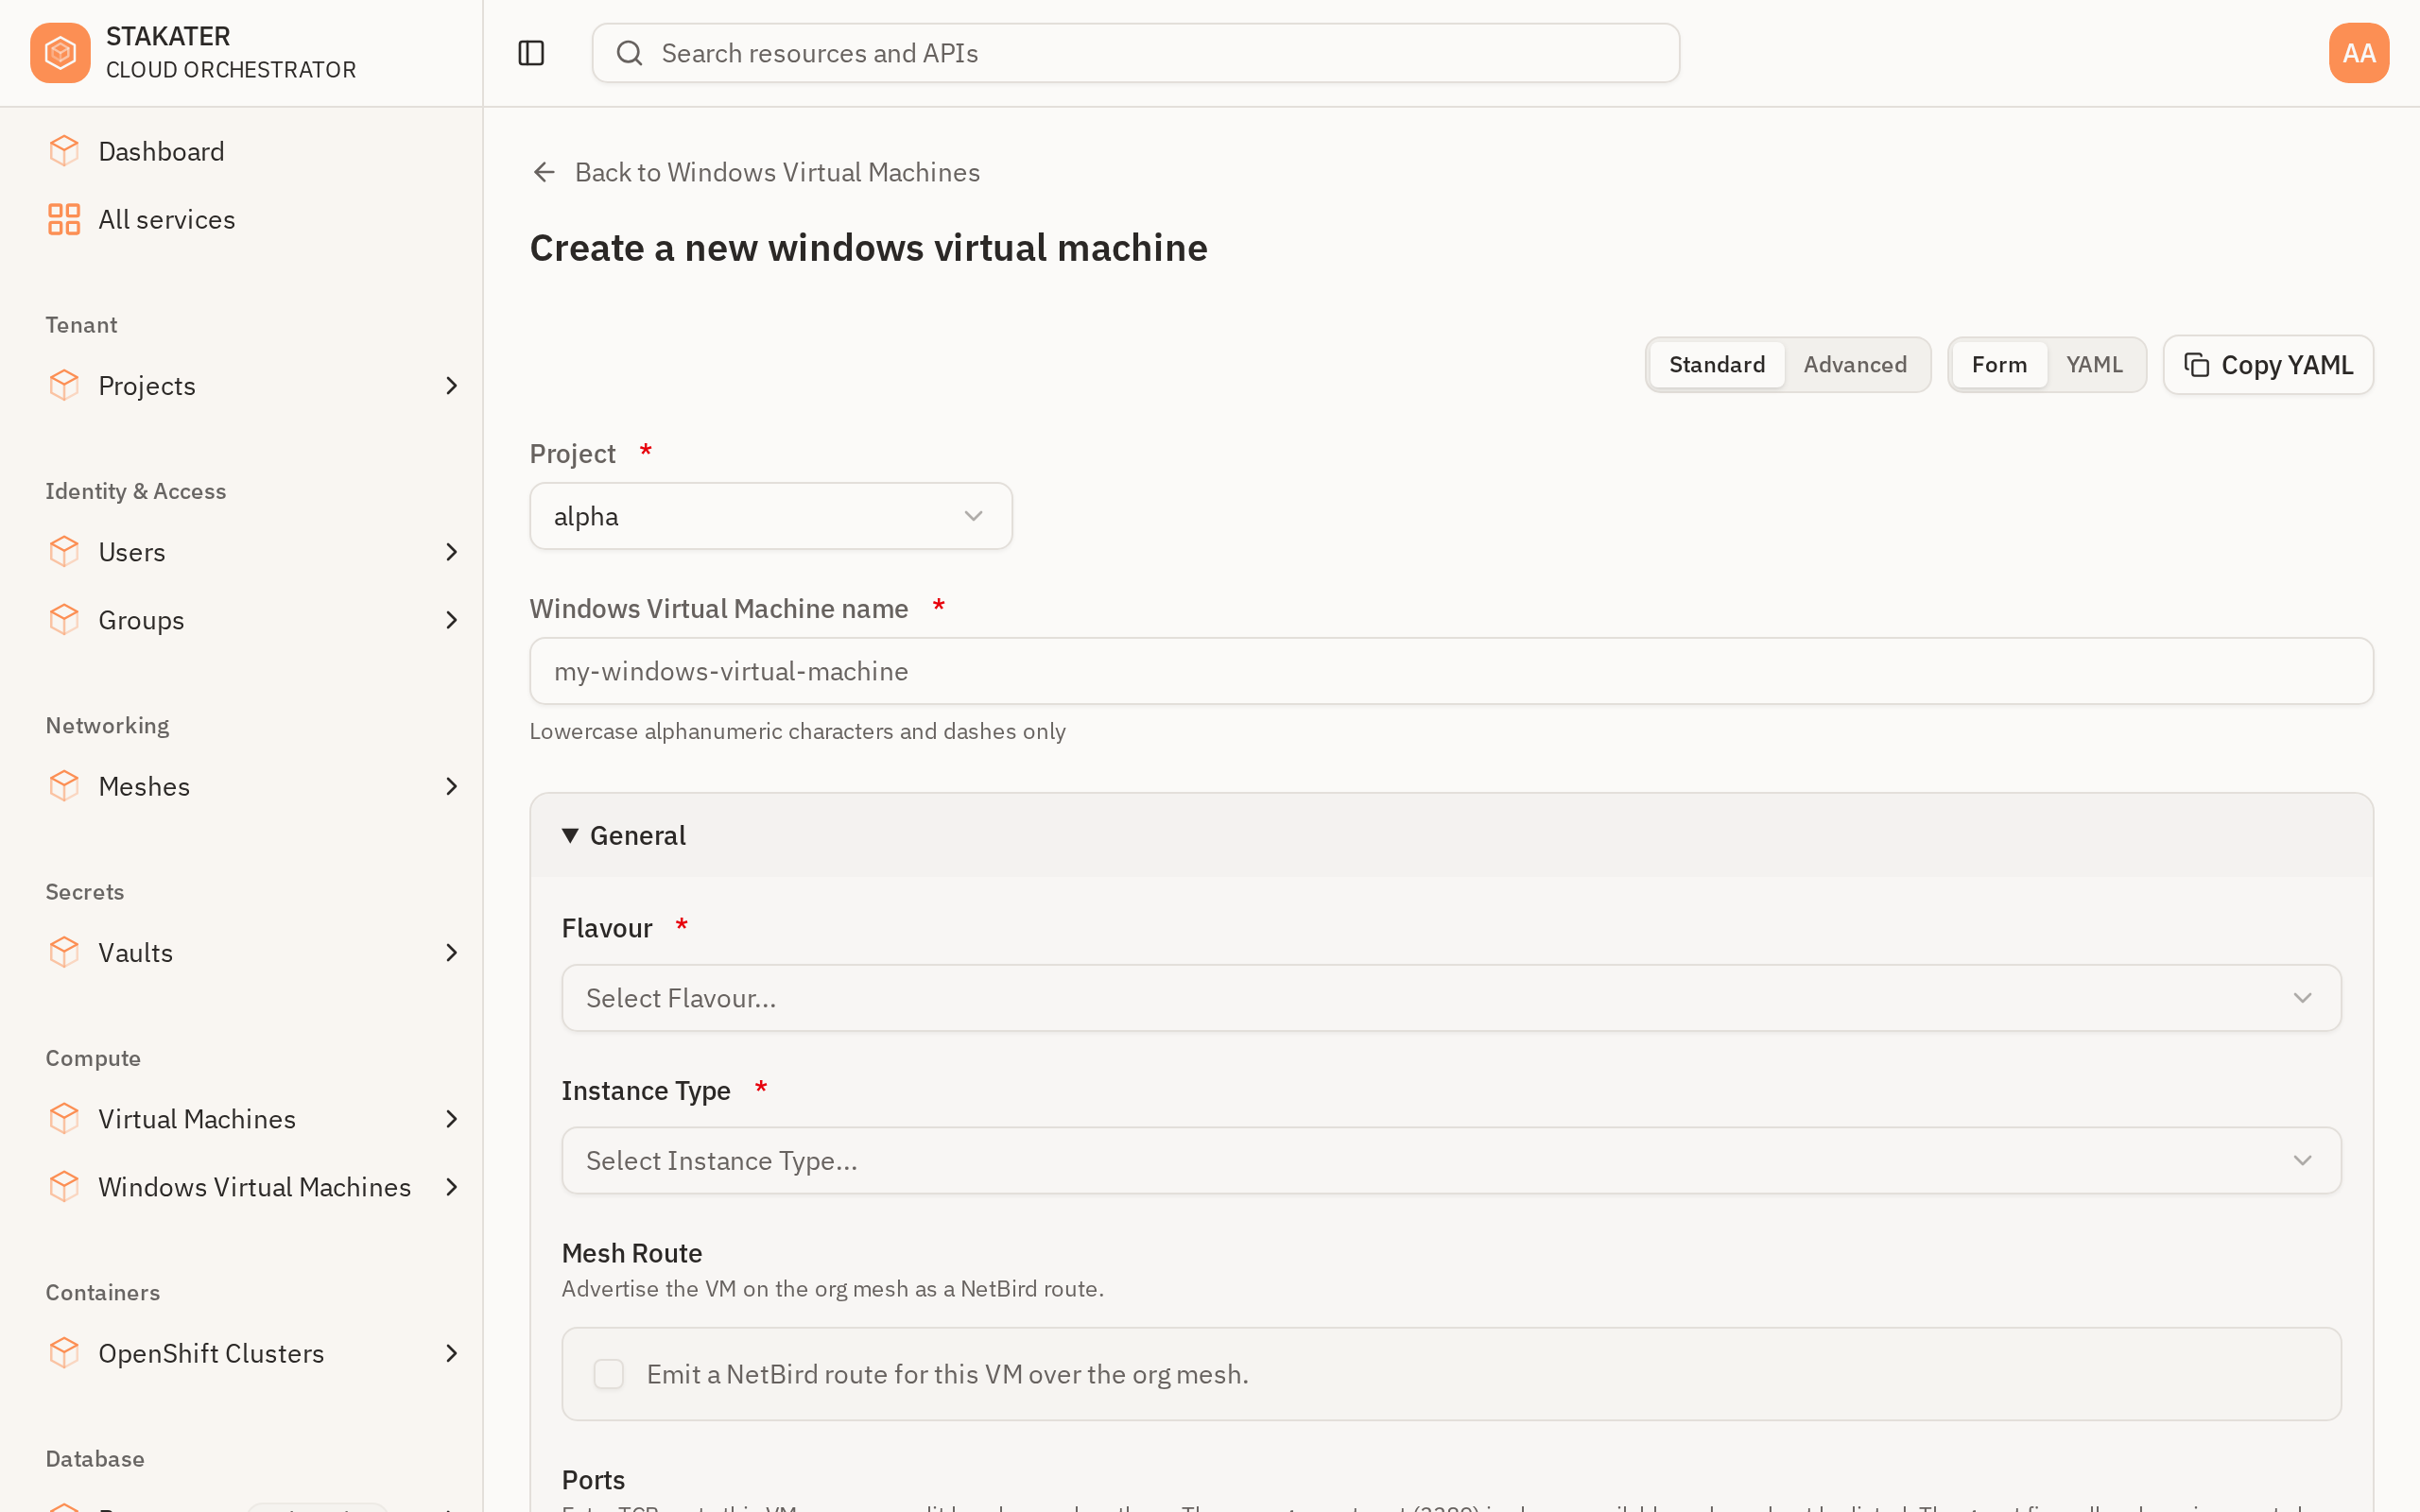 STAKATER
CLOUD ORCHESTRATOR
Search resources and APIs
AA
Dashboard
All services
Tenant
Projects
Identity & Access
Users
Groups
Networking
Meshes
Secrets
Vaults
Compute
Virtual Machines
Windows Virtual Machines
Containers
OpenShift Clusters
Database
Back to Windows Virtual Machines
Create a new windows virtual machine
Standard Advanced Form YAML Copy YAML
Project *
alpha
Windows Virtual Machine name *
my-windows-virtual-machine
Lowercase alphanumeric characters and dashes only
General
Flavour *
Select Flavour...
Instance Type *
Select Instance Type...
Mesh Route
Advertise the VM on the org mesh as a NetBird route.
Emit a NetBird route for this VM over the org mesh.
Ports